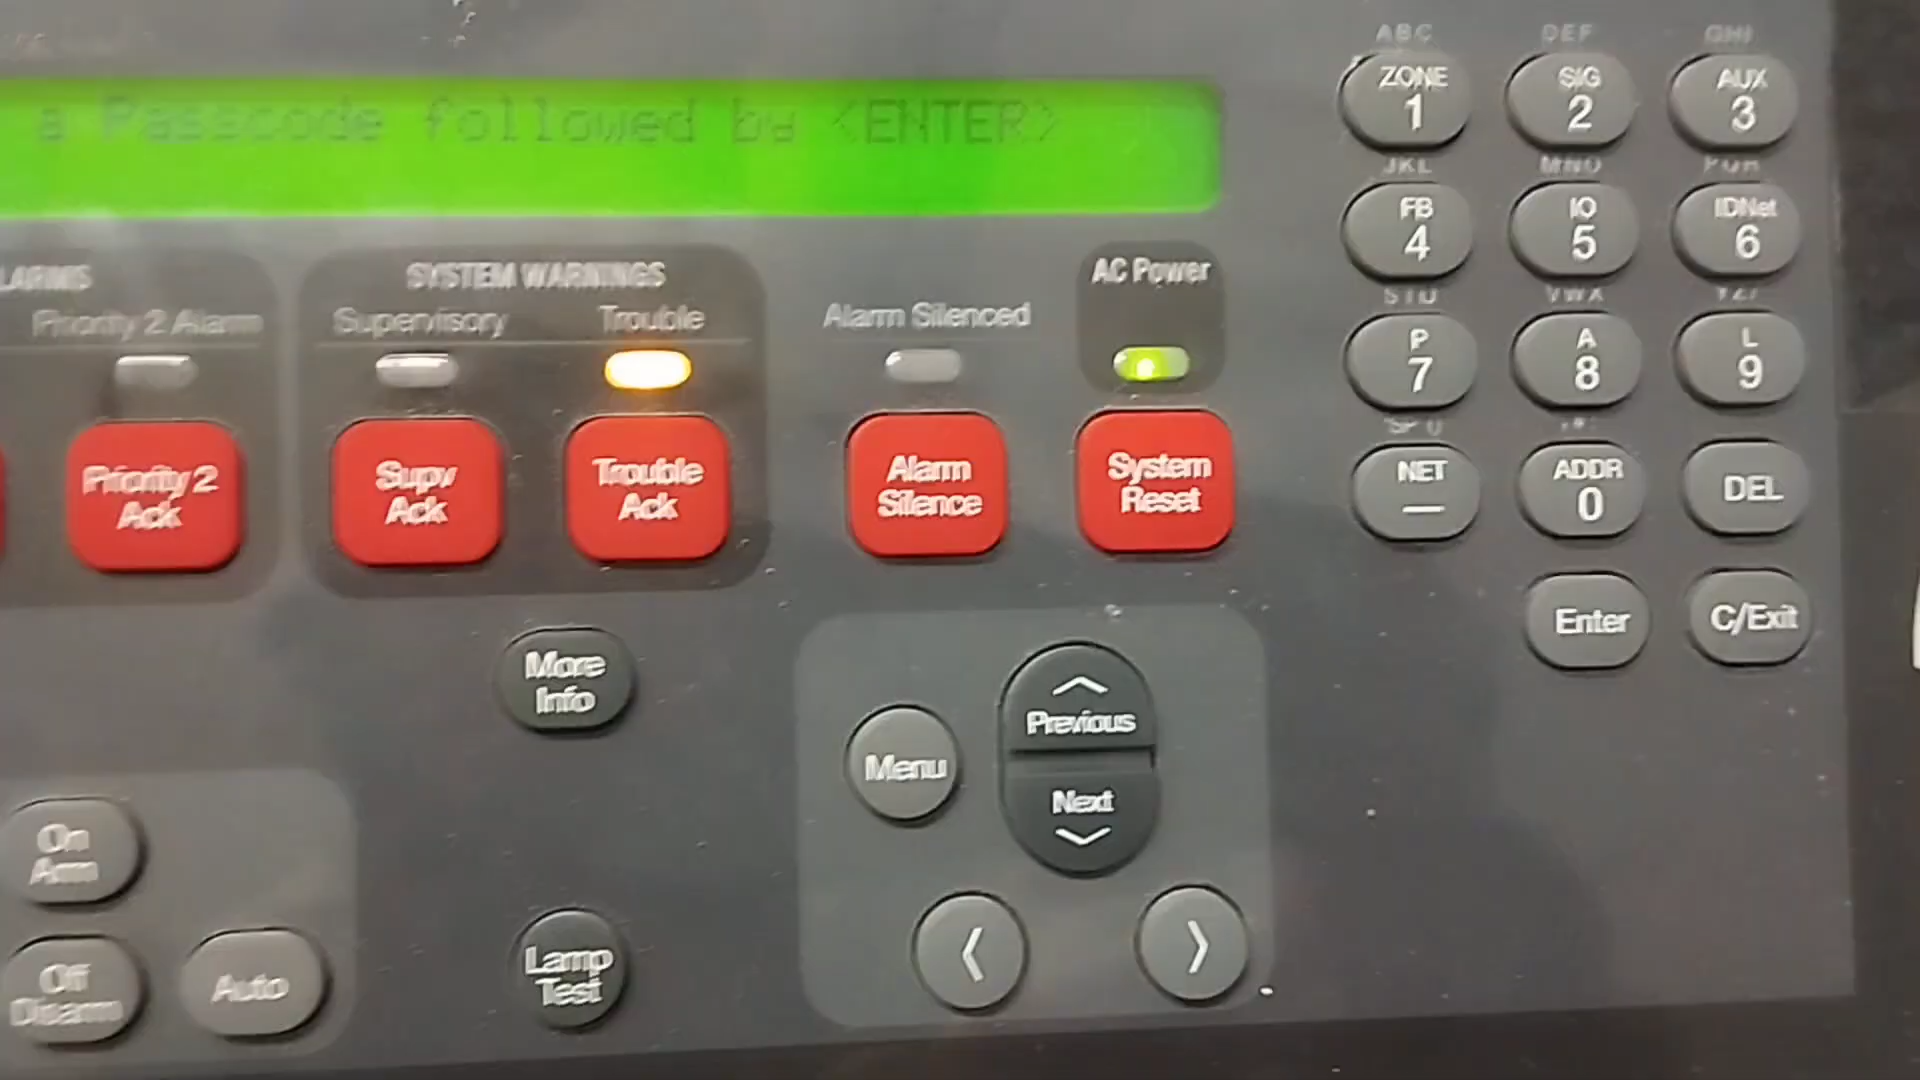 a Passcode followed by <ENTER>
LARMS
Priority 2 Alarm
Priority 2
Ack
SYSTEM WARNINGS
Supervisory
Trouble
Supv
Ack
Trouble
Ack
Alarm Silenced
Alarm
Silence
AC Power
System
Reset
More
Info
Menu
Previous
Next
On
Arm
Off
Disarm
Auto
Lamp
Test
ABC
ZONE
1
DEF
SIG
2
GHI
AUX
3
JKL
FB
4
MNO
IO
5
PQR
IDNet
6
STU
P
7
VWX
A
8
YZ/
L
9
NET
—
ADDR
0
DEL
Enter
C/Exit